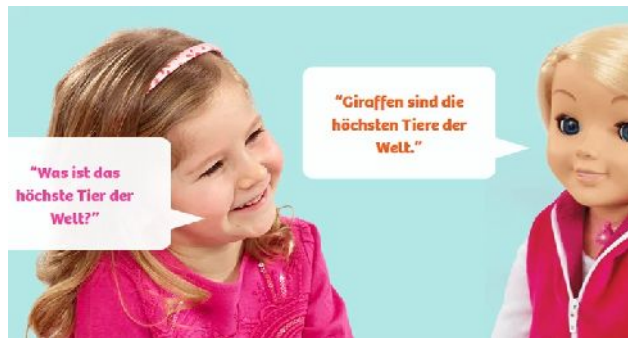 "Was ist das
höchste Tier der
Welt?"
"Giraffen sind die
höchsten Tiere der
Welt."